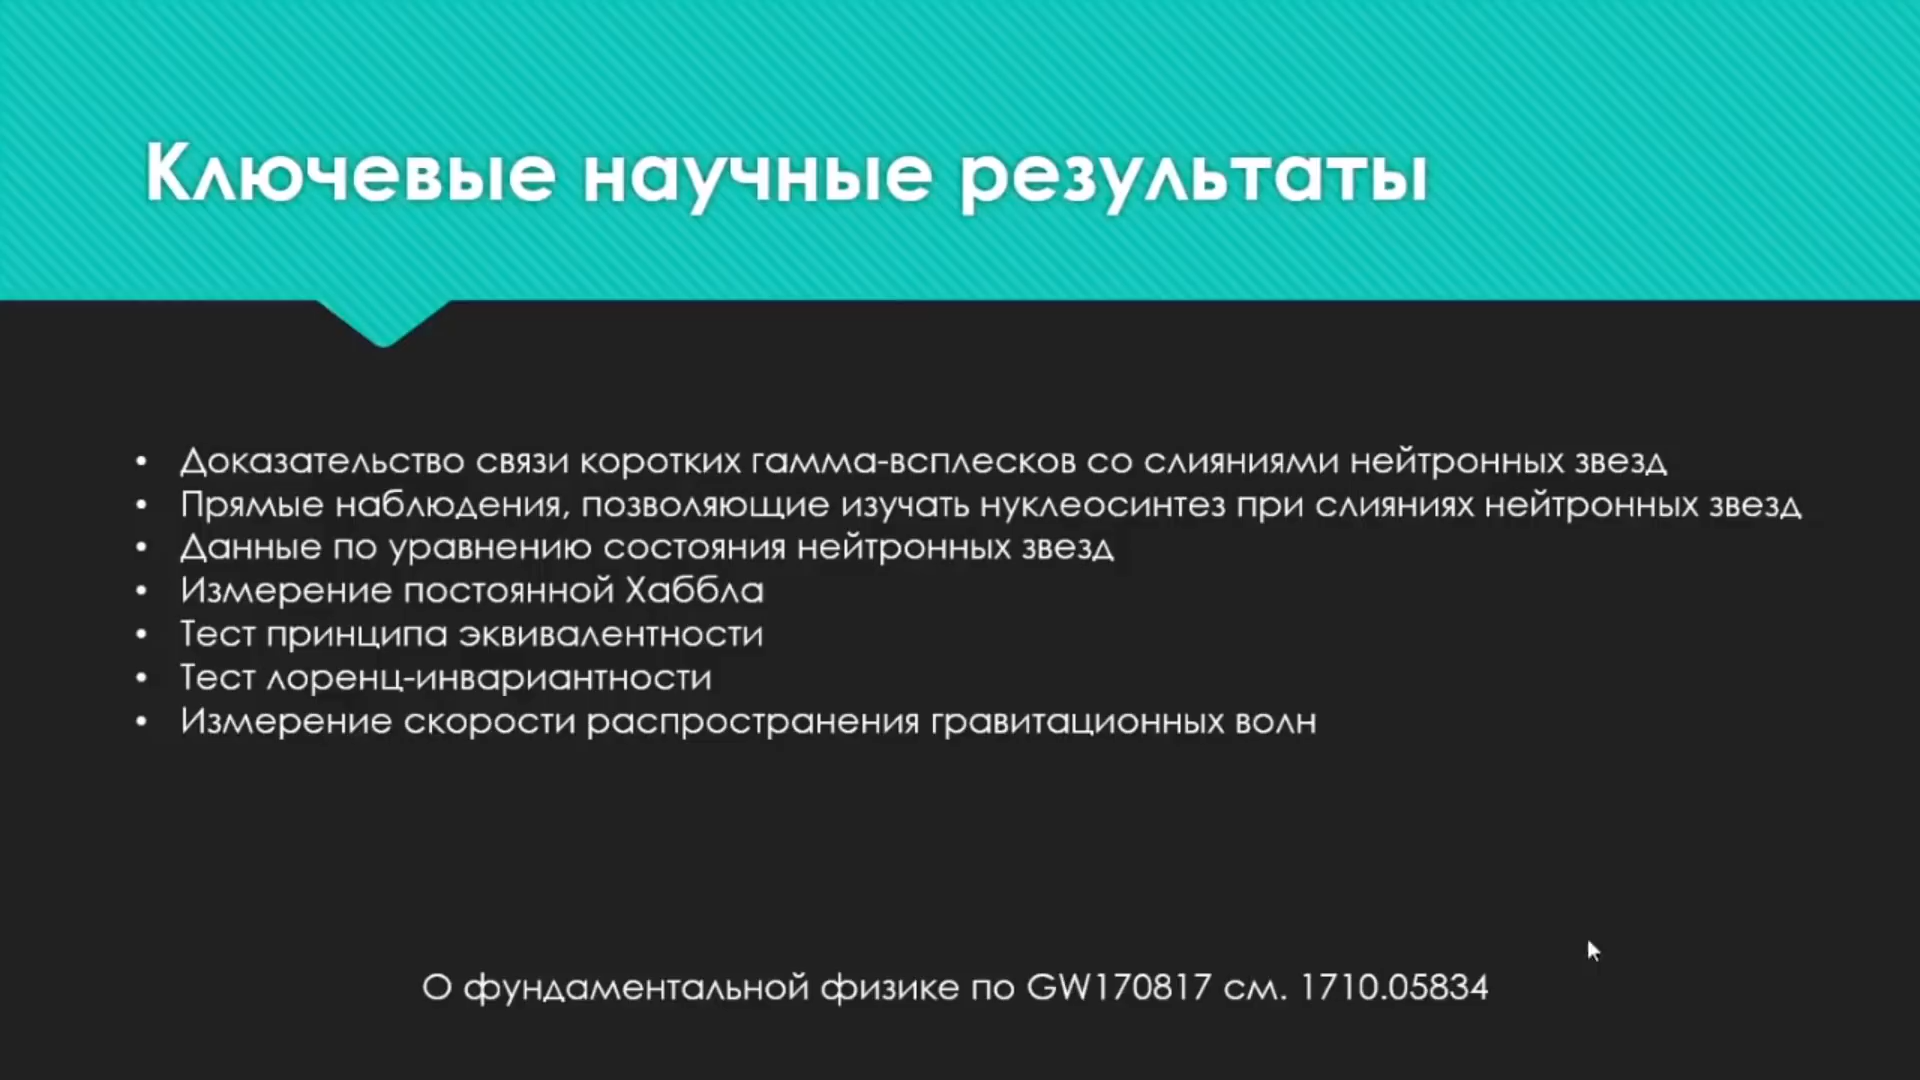 Ключевые научные результаты
• Доказательство связи коротких гамма-всплесков со слияниями нейтронных звезд
• Прямые наблюдения, позволяющие изучать нуклеосинтез при слияниях нейтронных звезд
• Данные по уравнению состояния нейтронных звезд
• Измерение постоянной Хаббла
• Тест принципа эквивалентности
• Тест лоренц-инвариантности
• Измерение скорости распространения гравитационных волн
О фундаментальной физике по GW170817 см. 1710.05834